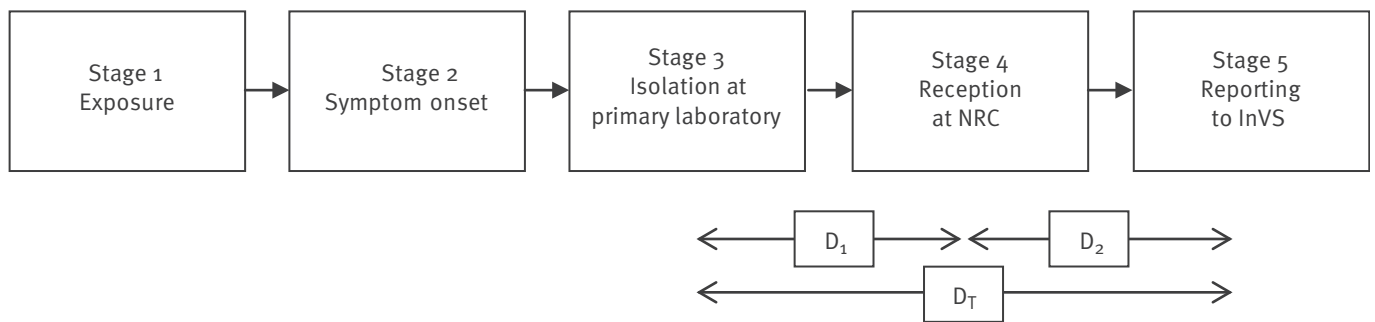 Stage 1
Exposure
Stage 2
Symptom onset
Stage 3
Isolation at
primary laboratory
Stage 4
Reception
at NRC
Stage 5
Reporting
to InVS
D₁
D₂
D_T